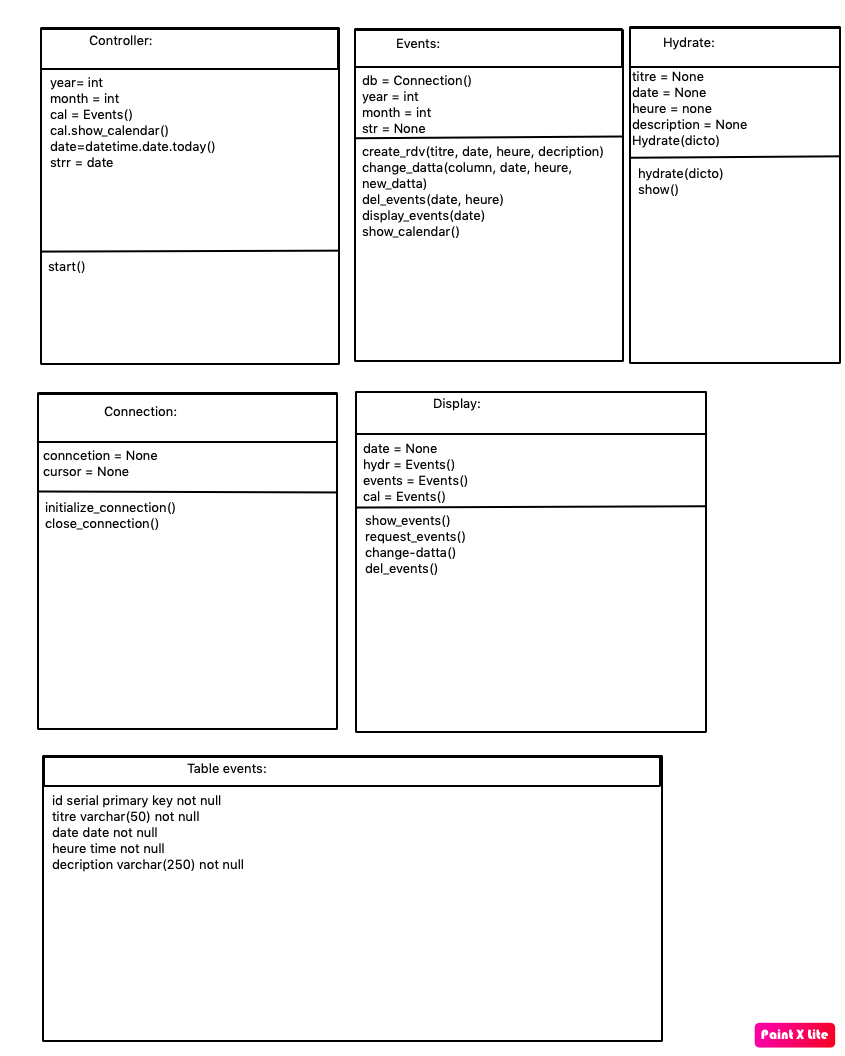 Controller:
year= int
month = int
cal = Events()
cal.show_calendar()
date=datetime.date.today()
strr = date
start()
Events:
db = Connection()
year = int
month = int
str = None
create_rdv(titre, date, heure, decription)
change_datta(column, date, heure,
new_datta)
del_events(date, heure)
display_events(date)
show_calendar()
Hydrate:
titre = None
date = None
heure = none
description = None
Hydrate(dicto)
hydrate(dicto)
show()
Connection:
conncetion = None
cursor = None
initialize_connection()
close_connection()
Display:
date = None
hydr = Events()
events = Events()
cal = Events()
show_events()
request_events()
change-datta()
del_events()
Table events:
id serial primary key not null
titre varchar(50) not null
date date not null
heure time not null
decription varchar(250) not null
Paint X Lite